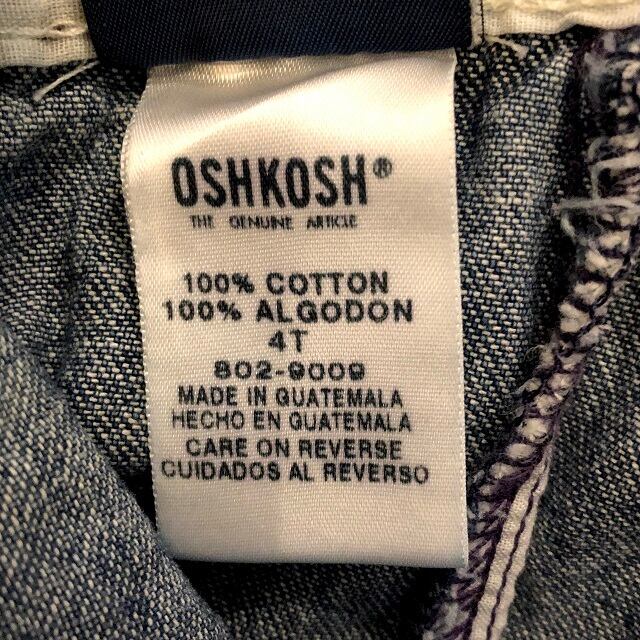 OSHKOSH®
THE GENUINE ARTICLE
100% COTTON
100% ALGODON
4T
802-9009
MADE IN GUATEMALA
HECHO EN GUATEMALA
CARE ON REVERSE
CUIDADOS AL REVERSO